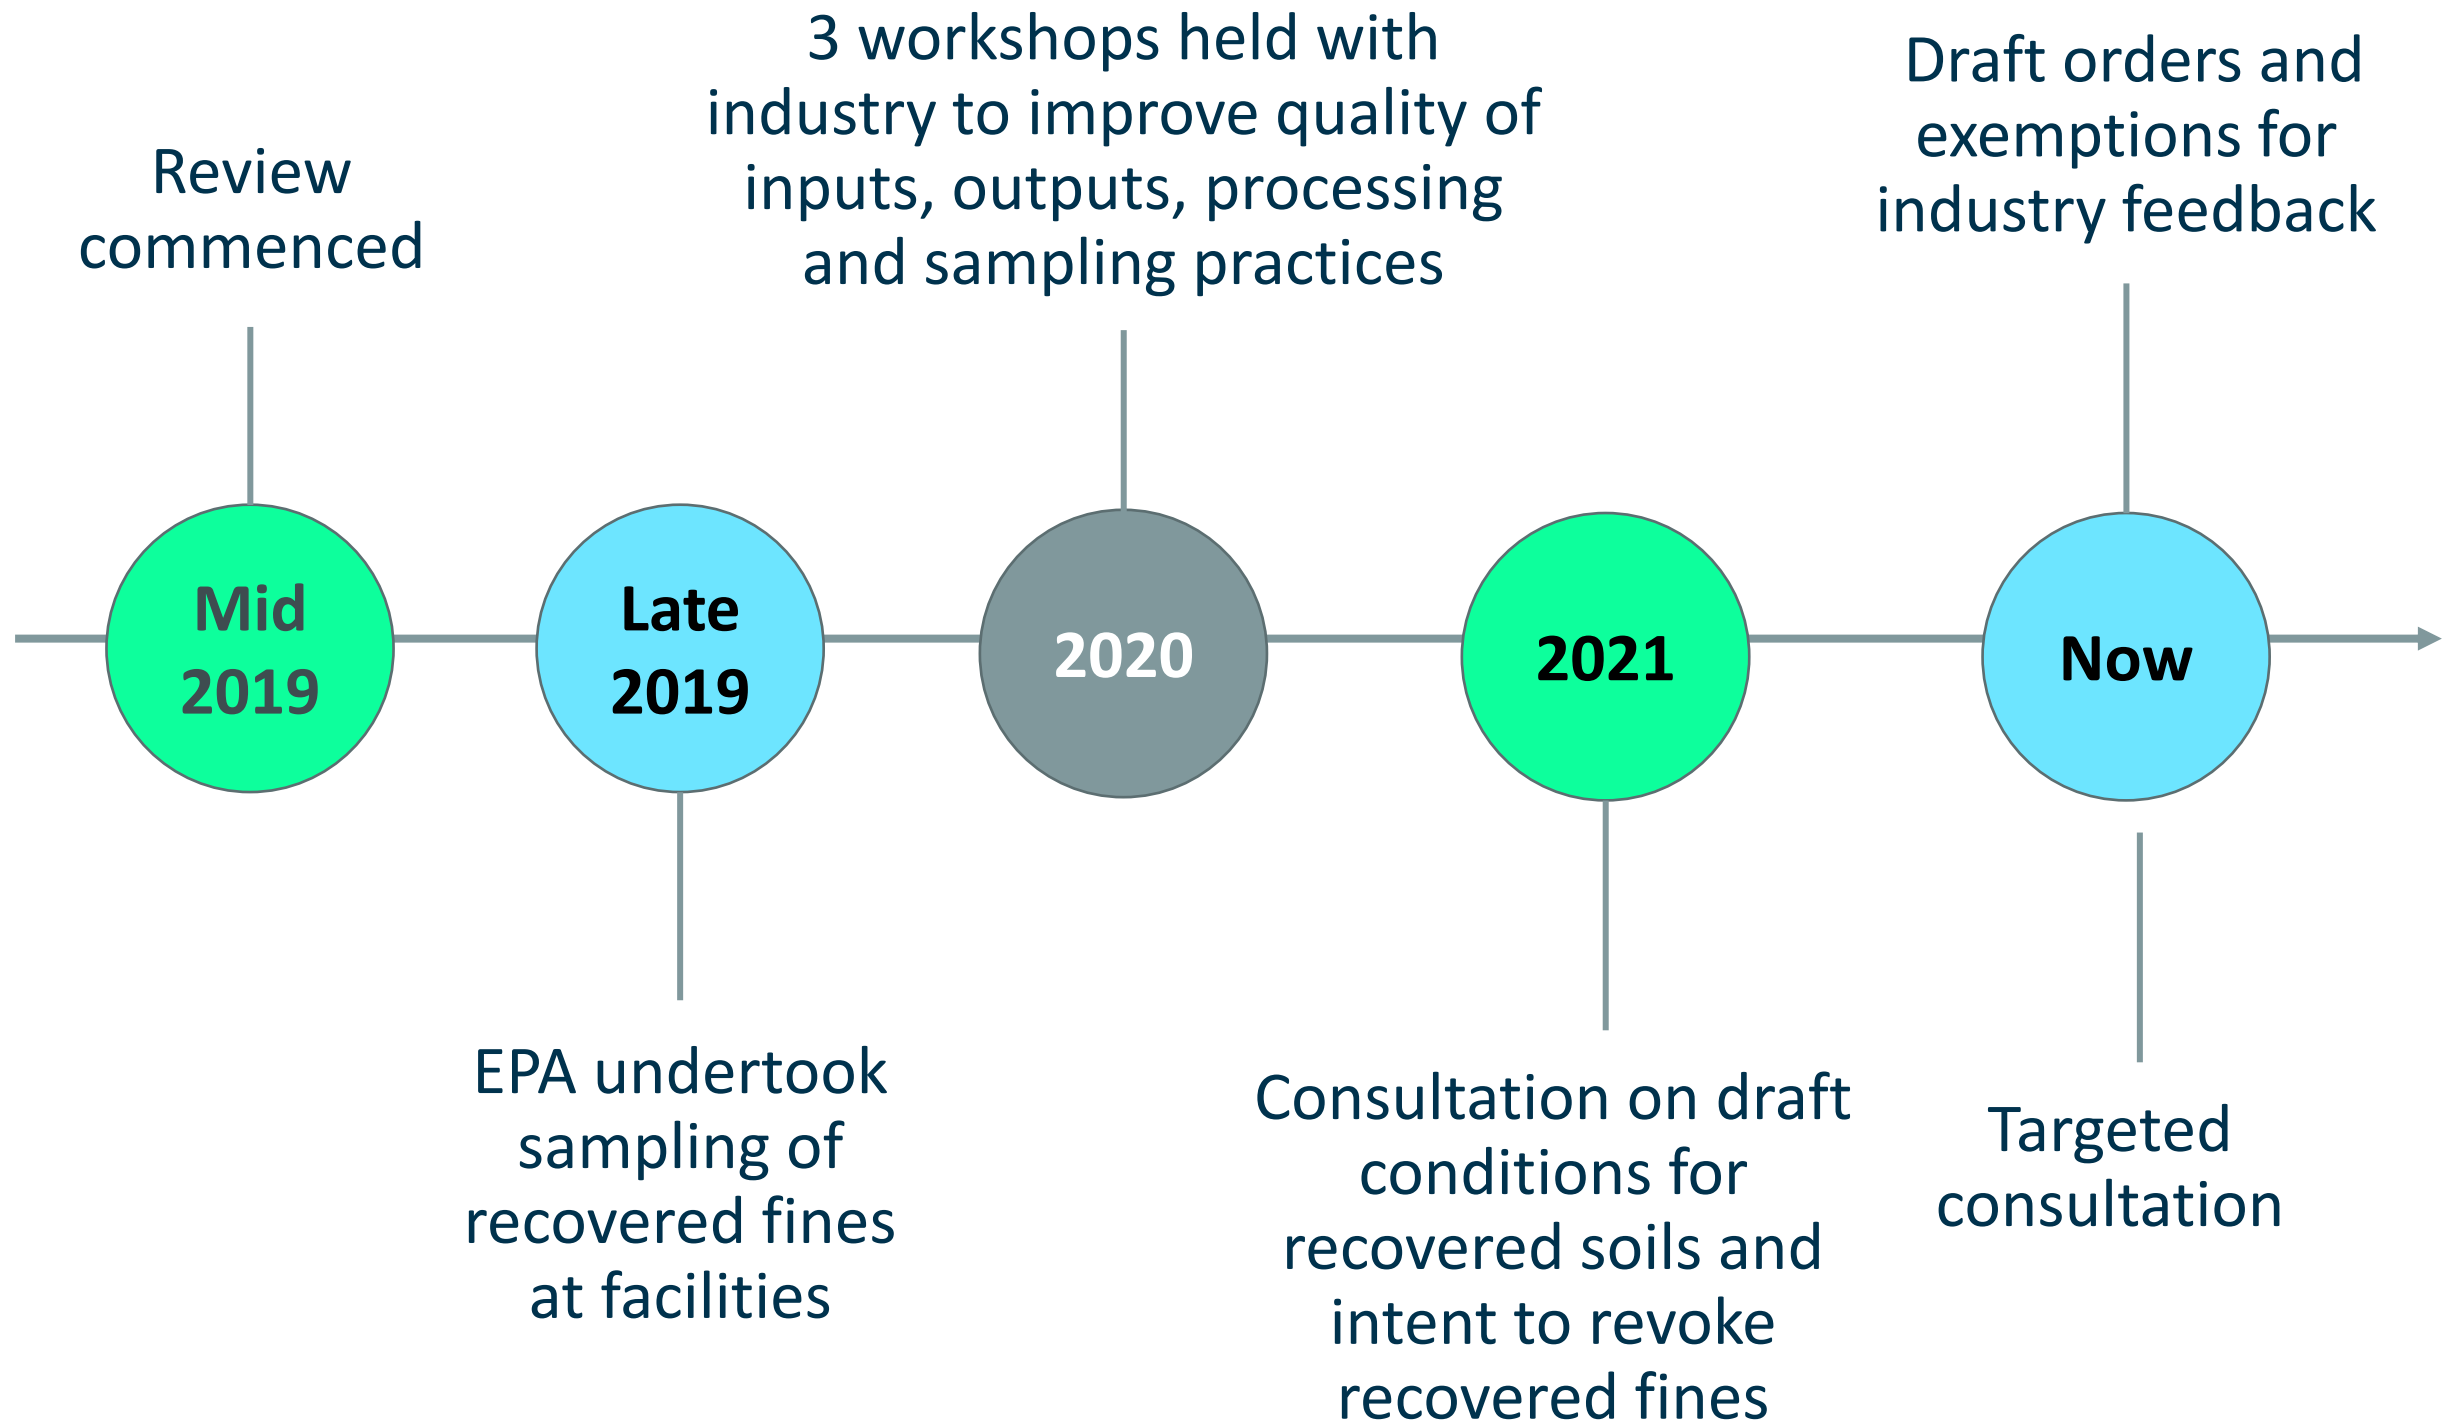 Review
commenced
Mid
2019
Late
2019
EPA undertook
sampling of
recovered fines
at facilities
3 workshops held with
industry to improve quality of
inputs, outputs, processing
and sampling practices
2020
2021
Consultation on draft
conditions for
recovered soils and
intent to revoke
recovered fines
Draft orders and
exemptions for
industry feedback
Now
Targeted
consultation